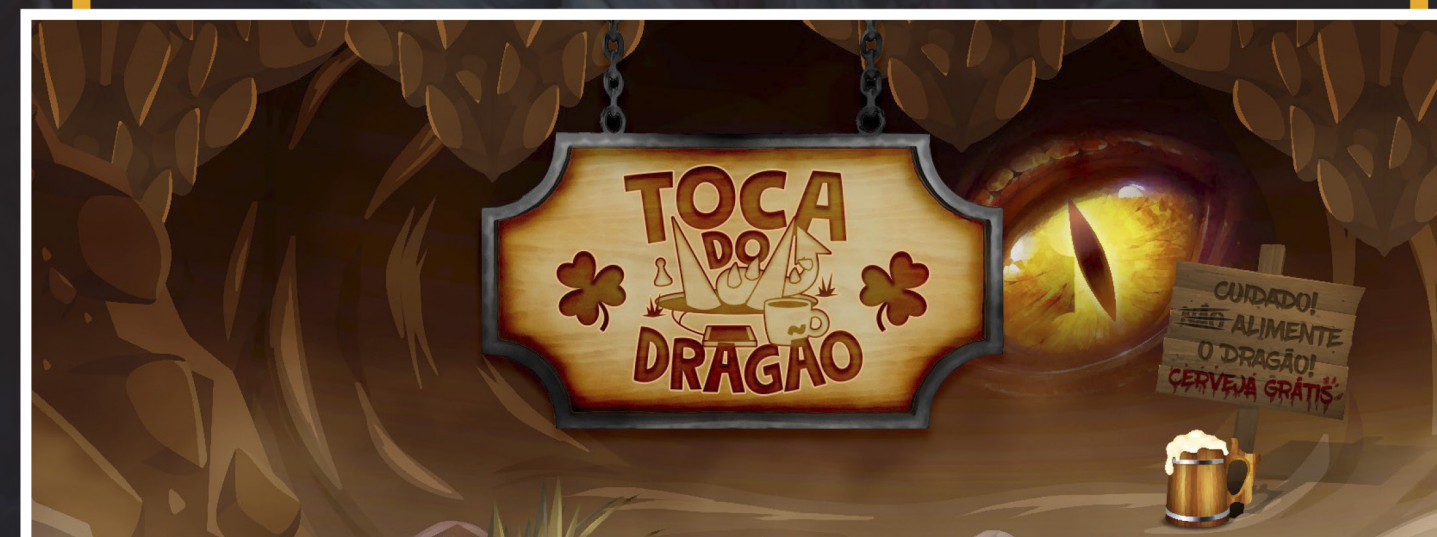 TOCA
DO
DRAGÃO
CUIDADO!
NÃO ALIMENTE
O DRAGÃO!
CERVEJA GRÁTIS